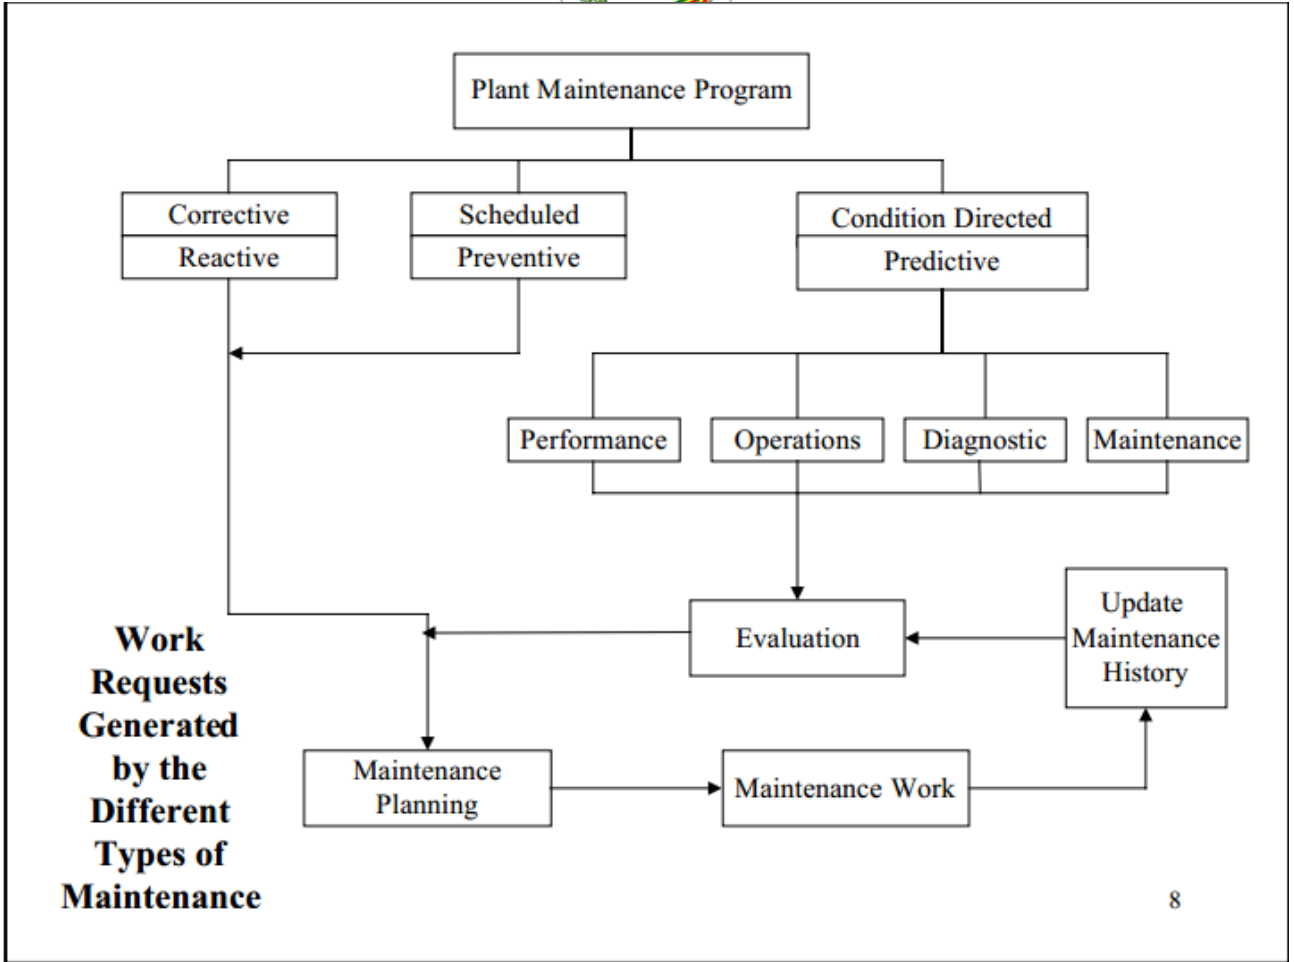 Plant Maintenance Program
Corrective
Reactive
Scheduled
Preventive
Condition Directed
Predictive
Performance
Operations
Diagnostic
Maintenance
Evaluation
Update
Maintenance
History
Maintenance
Planning
Maintenance Work
Work
Requests
Generated
by the
Different
Types of
Maintenance
8